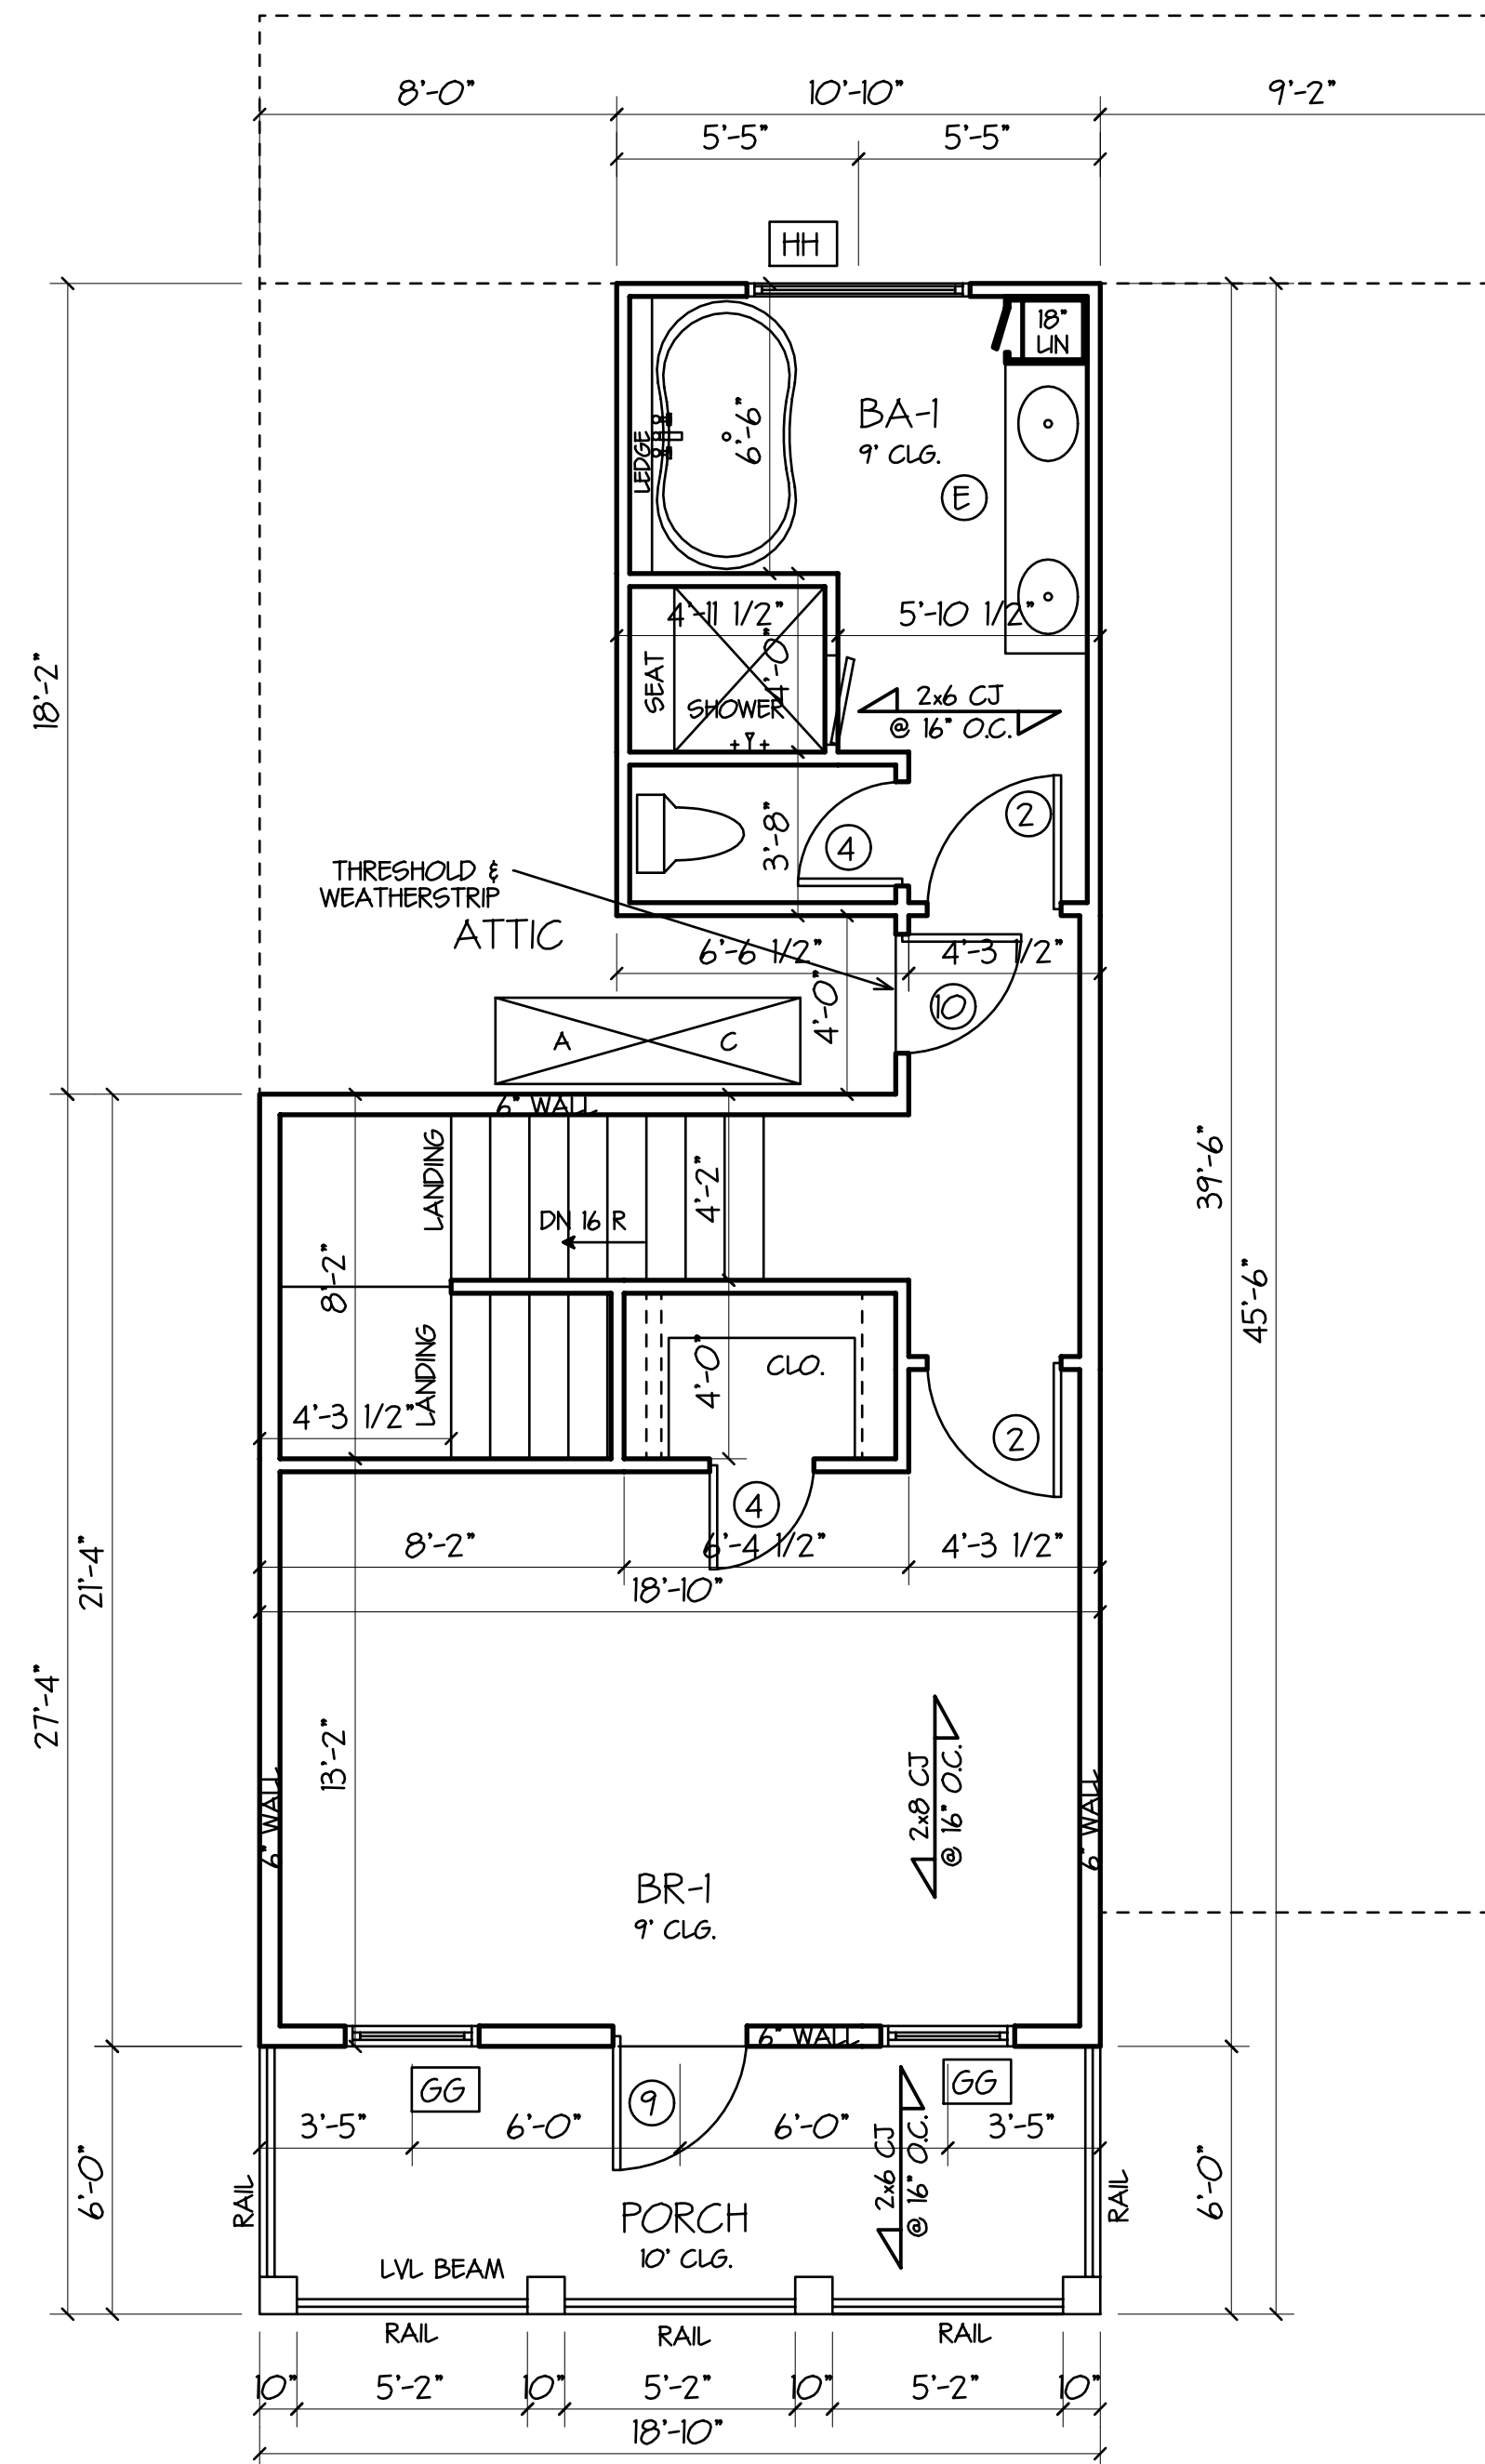 8'-0" 10'-10" 9'-2"
5'-5" 5'-5"
HH
18"
LIN
BA-1
9' CLG.
6'-6"
LEDGE
E
4'-11 1/2" 5'-10 1/2"
18'-2"
SEAT
4'-0"
SHOWER
2x6 CJ
@ 16" O.C.
2
3'-8"
4
THRESHOLD &
WEATHERSTRIP
ATTIC
6'-6 1/2" 4'-3 1/2"
4'-0"
10
A C
6" WALL
LANDING
4'-2"
39'-6"
DN 16 R
8'-2"
45'-6"
LANDING
4'-0"
CLO.
4'-3 1/2"
2
4
8'-2" 6'-4 1/2" 4'-3 1/2"
21'-4"
18'-10"
27'-4"
13'-2"
2x8 CJ
@ 16" O.C.
6" WALL
6" WALL
BR-1
9' CLG.
6" WALL
GG
9
GG
3'-5" 6'-0" 6'-0" 3'-5"
2x6 CJ
@ 16" O.C.
6'-0"
6'-0"
RAIL
RAIL
PORCH
10' CLG.
LVL BEAM
RAIL RAIL RAIL
10" 5'-2" 10" 5'-2" 10" 5'-2" 10"
18'-10"